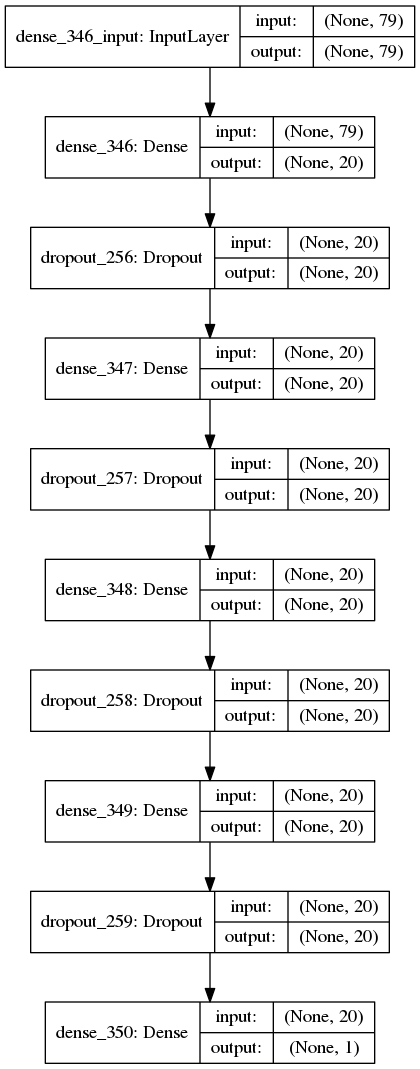 dense_346_input: InputLayer
input: (None, 79)
output: (None, 79)
dense_346: Dense
input: (None, 79)
output: (None, 20)
dropout_256: Dropout
input: (None, 20)
output: (None, 20)
dense_347: Dense
input: (None, 20)
output: (None, 20)
dropout_257: Dropout
input: (None, 20)
output: (None, 20)
dense_348: Dense
input: (None, 20)
output: (None, 20)
dropout_258: Dropout
input: (None, 20)
output: (None, 20)
dense_349: Dense
input: (None, 20)
output: (None, 20)
dropout_259: Dropout
input: (None, 20)
output: (None, 20)
dense_350: Dense
input: (None, 20)
output: (None, 1)